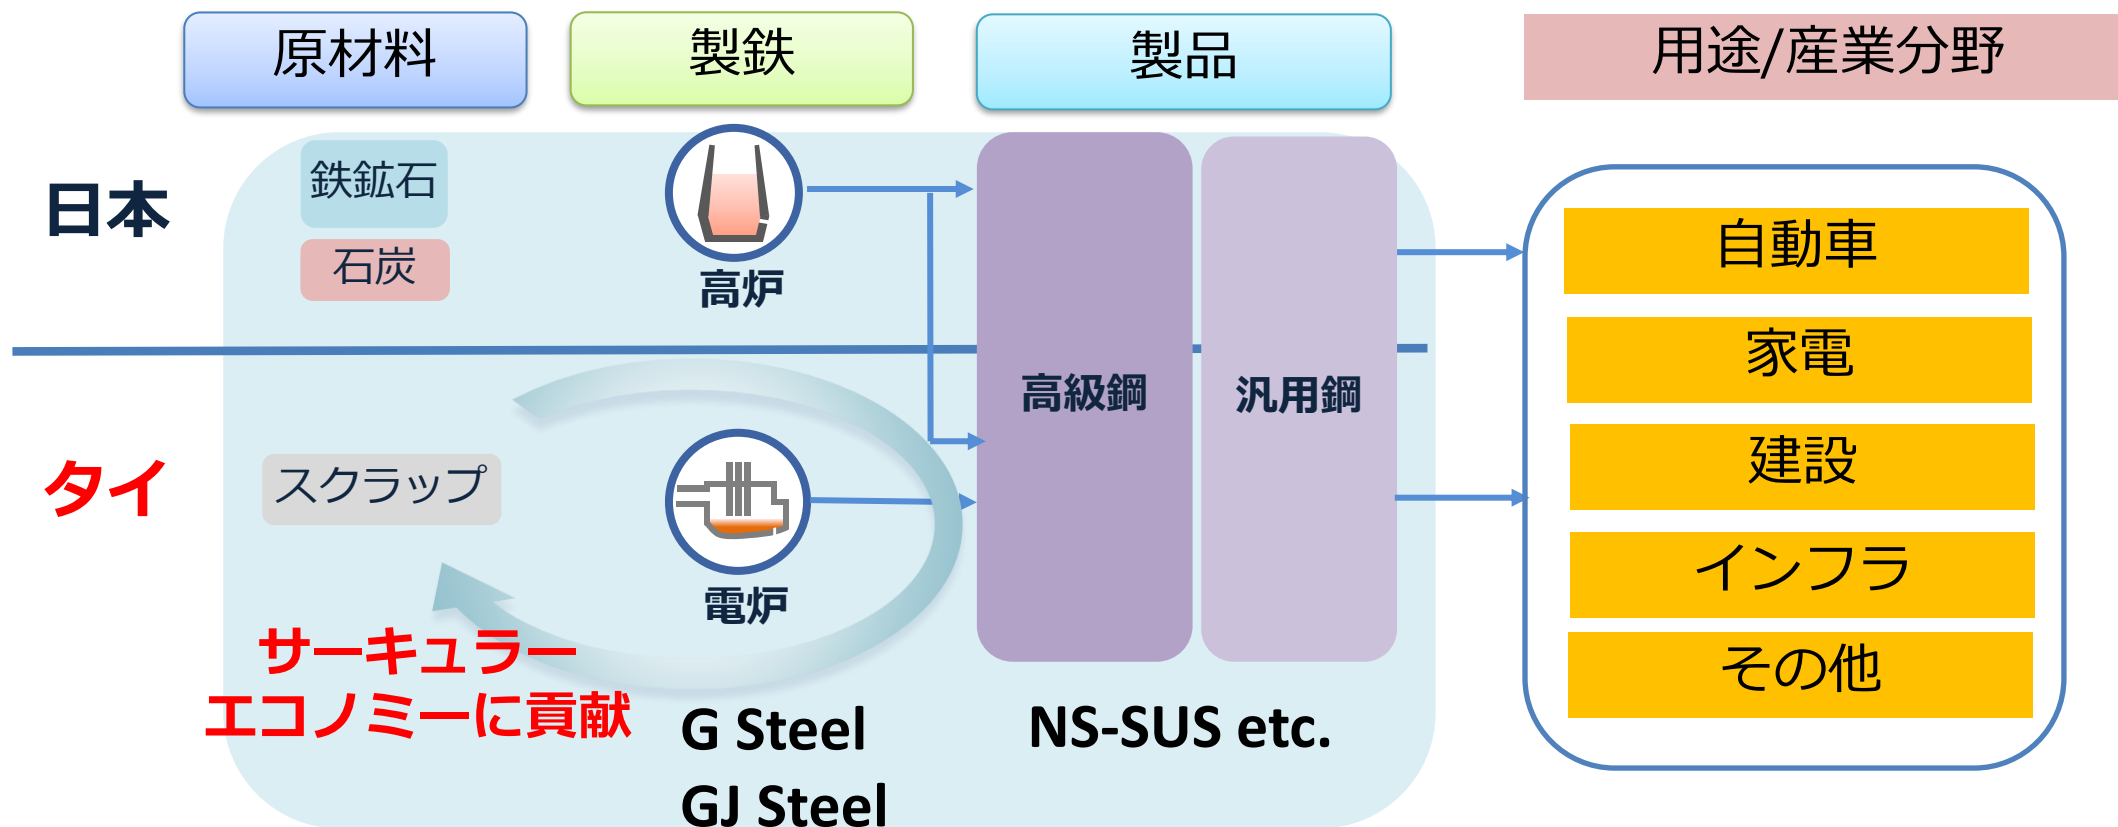 原材料
製鉄
製品
用途/産業分野
日本
鉄鉱石
石炭
高炉
自動車
家電
建設
インフラ
その他
高級鋼
汎用鋼
タイ
スクラップ
電炉
サーキュラー
エコノミーに貢献
G Steel
GJ Steel
NS-SUS etc.